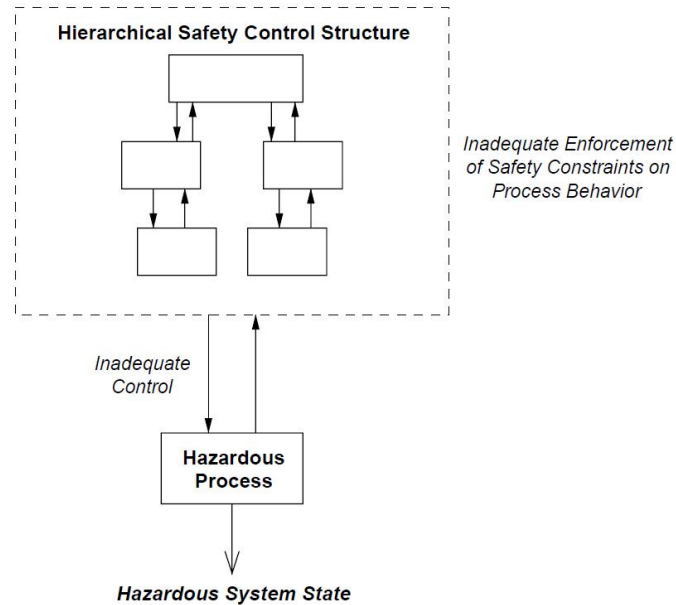 Hierarchical Safety Control Structure
Inadequate Enforcement
of Safety Constraints on
Process Behavior
Inadequate
Control
Hazardous
Process
Hazardous System State